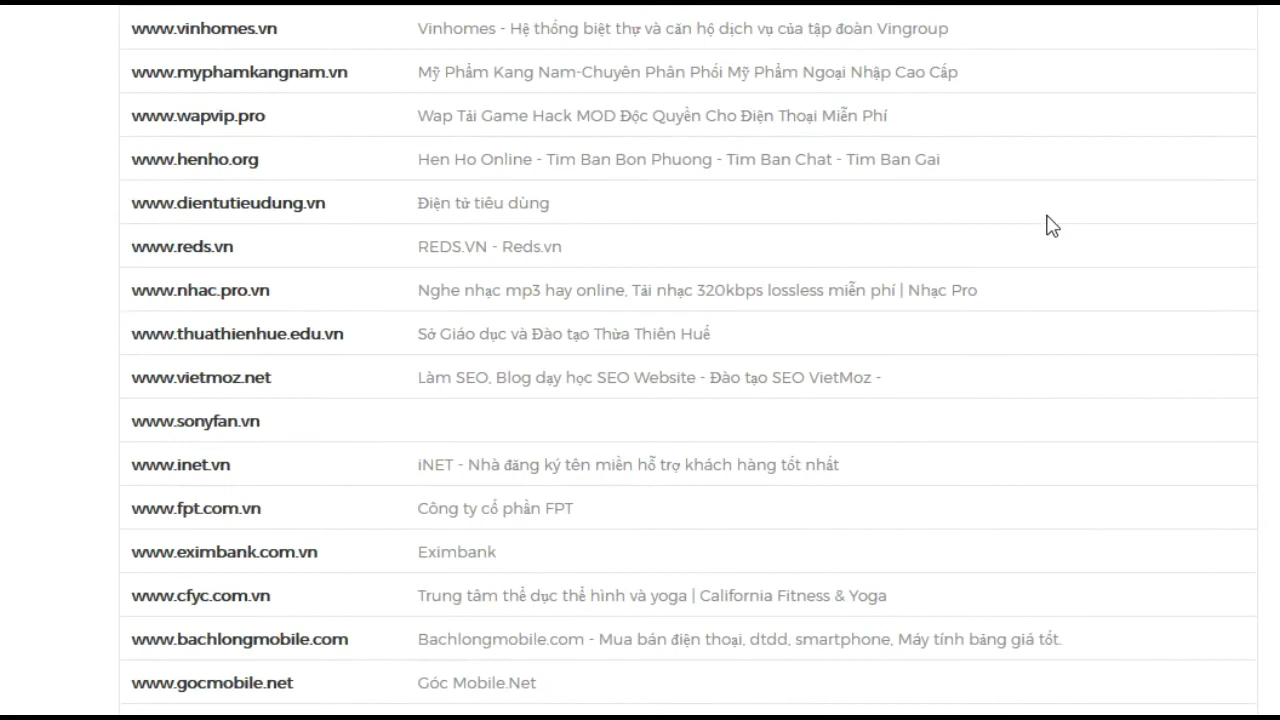 www.vinhomes.vn Vinhomes - Hệ thống biệt thự và căn hộ dịch vụ của tập đoàn Vingroup
www.myphamkangnam.vn Mỹ Phẩm Kang Nam-Chuyên Phân Phối Mỹ Phẩm Ngoại Nhập Cao Cấp
www.wapvip.pro Wap Tải Game Hack MOD Độc Quyền Cho Điện Thoại Miễn Phí
www.henho.org Hen Ho Online - Tim Ban Bon Phuong - Tim Ban Chat - Tim Ban Gai
www.dientutieudung.vn Điện tử tiêu dùng
www.reds.vn REDS.VN - Reds.vn
www.nhac.pro.vn Nghe nhạc mp3 hay online, Tải nhạc 320kbps lossless miễn phí | Nhạc Pro
www.thuathienhue.edu.vn Sở Giáo dục và Đào tạo Thừa Thiên Huế
www.vietmoz.net Làm SEO, Blog dạy học SEO Website - Đào tạo SEO VietMoz -
www.sonyfan.vn
www.inet.vn iNET - Nhà đăng ký tên miền hỗ trợ khách hàng tốt nhất
www.fpt.com.vn Công ty cổ phần FPT
www.eximbank.com.vn Eximbank
www.cfyc.com.vn Trung tâm thể dục thể hình và yoga | California Fitness & Yoga
www.bachlongmobile.com Bachlongmobile.com - Mua bán điện thoại, dtdd, smartphone, Máy tính bảng giá tốt.
www.gocmobile.net Góc Mobile.Net